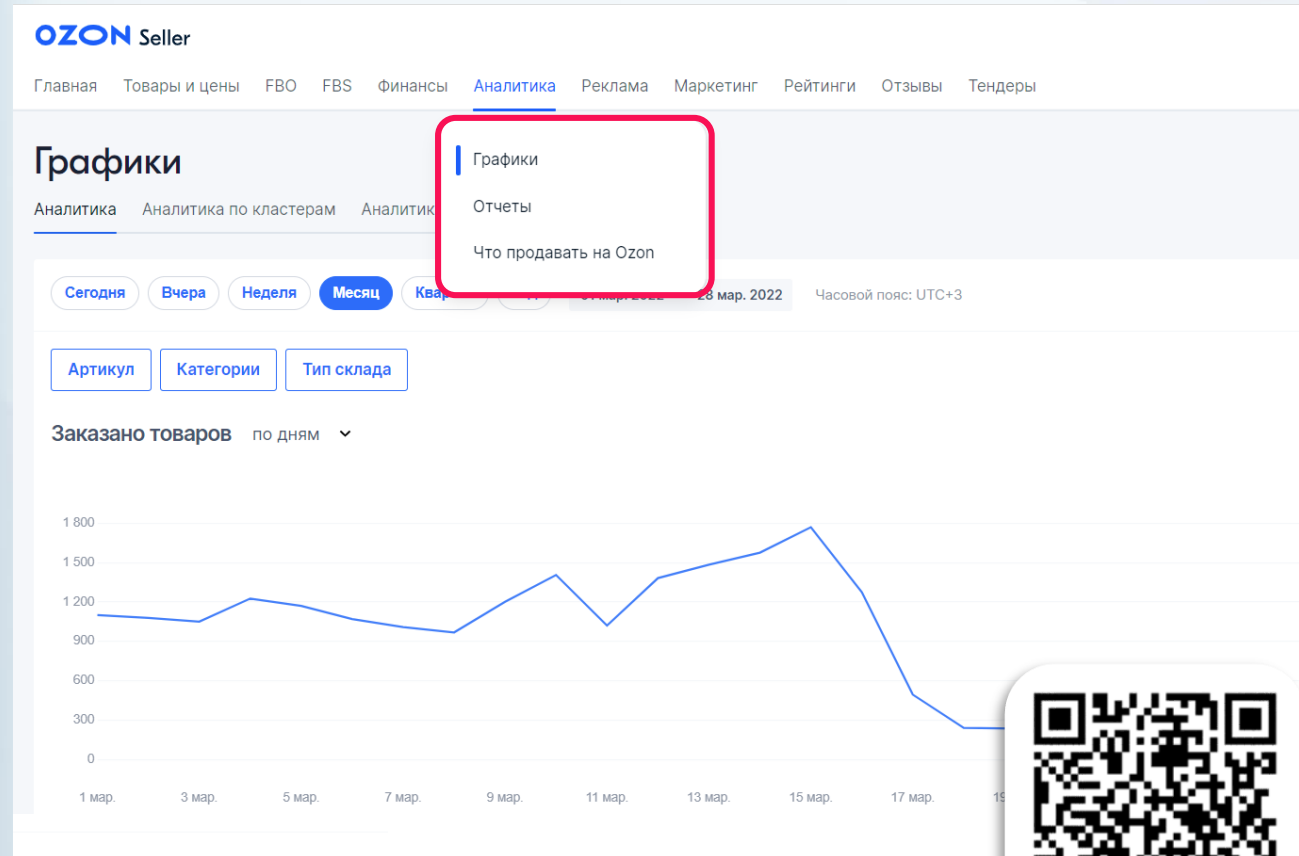 OZON Seller
Главная Товары и цены FBO FBS Финансы Аналитика Реклама Маркетинг Рейтинги Отзывы Тендеры
Графики
Графики
Аналитика Аналитика по кластерам
Отчеты
Что продавать на Ozon
Сегодня Вчера Неделя Месяц
28 мар. 2022 Часовой пояс: UTC+3
Артикул Категории Тип склада
Заказано товаров по дням
1 800
1 500
1 200
900
600
300
0
1 мар. 3 мар. 5 мар. 7 мар. 9 мар. 11 мар. 13 мар. 15 мар. 17 мар.